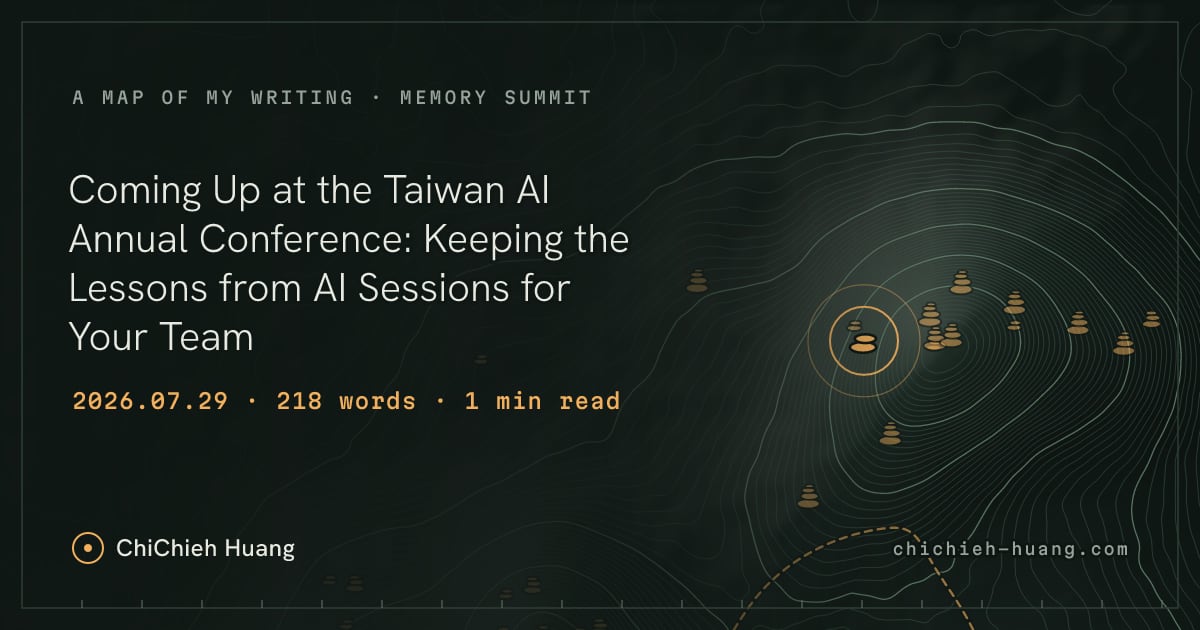 A MAP OF MY WRITING · MEMORY SUMMIT
Coming Up at the Taiwan AI
Annual Conference: Keeping the
Lessons from AI Sessions for
Your Team
2026.07.29 · 218 words · 1 min read
ChiChieh Huang
chichieh-huang.com